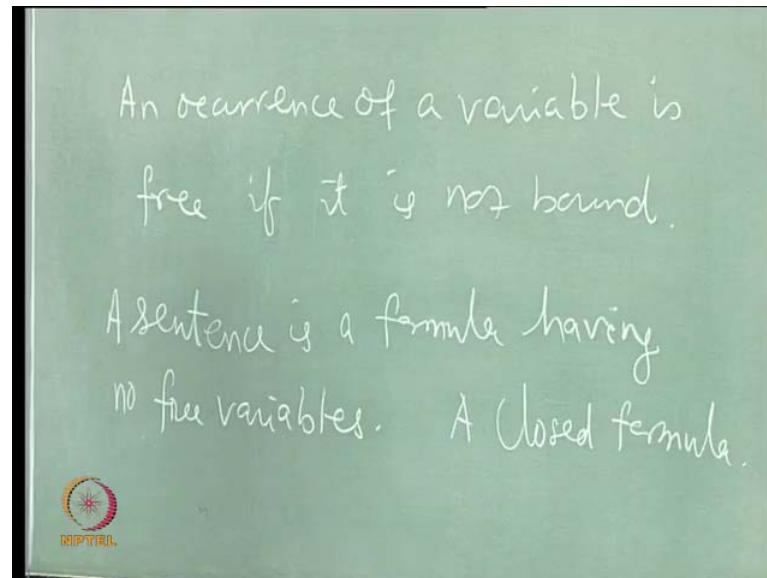 An occurrence of a variable is
free if it is not bound.
A sentence is a formula having
no free variables. A Closed formula.
NPTEL